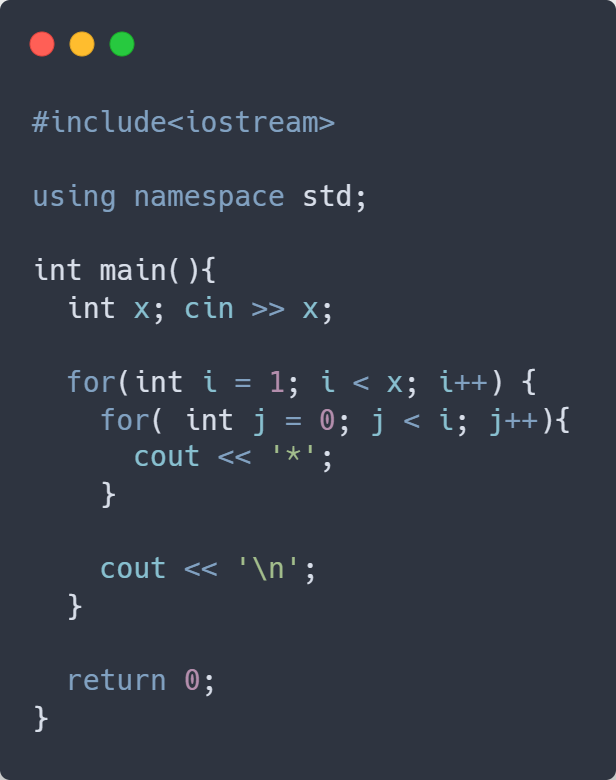 #include<iostream>

using namespace std;

int main(){
  int x; cin >> x;

  for(int i = 1; i < x; i++) {
    for( int j = 0; j < i; j++){
      cout << '*';
    }

    cout << '\n';
  }

  return 0;
}